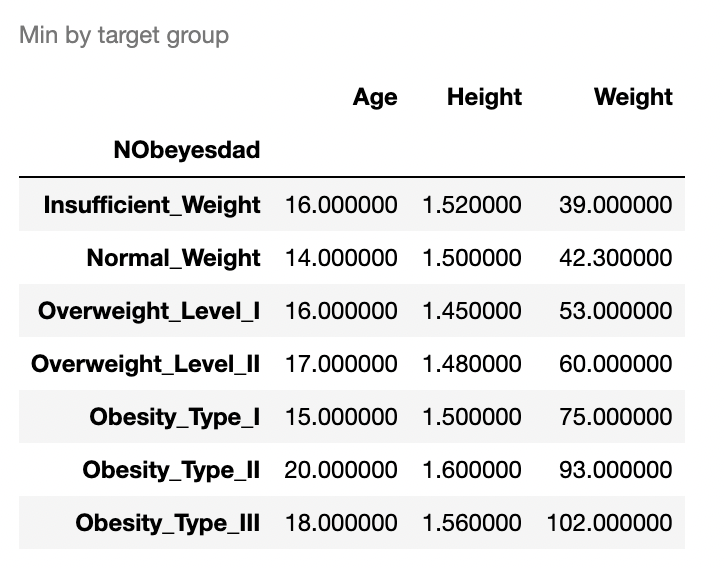 Min by target group
Age Height Weight
NObeyesdad
Insufficient_Weight 16.000000 1.520000 39.000000
Normal_Weight 14.000000 1.500000 42.300000
Overweight_Level_I 16.000000 1.450000 53.000000
Overweight_Level_II 17.000000 1.480000 60.000000
Obesity_Type_I 15.000000 1.500000 75.000000
Obesity_Type_II 20.000000 1.600000 93.000000
Obesity_Type_III 18.000000 1.560000 102.000000